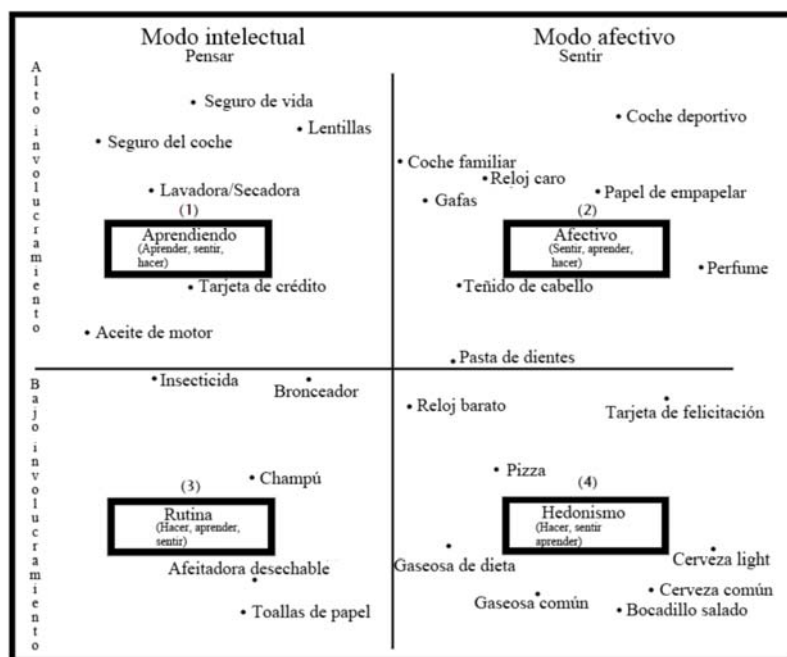 Modo intelectual
Pensar
Modo afectivo
Sentir
Alto involucramiento
Seguro de vida
Lentillas
Seguro del coche
Lavadora/Secadora
(1)
Aprendiendo
(Aprender, sentir,
hacer)
Tarjeta de crédito
Aceite de motor
Coche deportivo
Coche familiar
Reloj caro
Papel de empapelar
Gafas
(2)
Afectivo
(Sentir, aprender,
hacer)
Perfume
Teñido de cabello
Pasta de dientes
Bajo involucramiento
Insecticida
Bronceador
Champú
(3)
Rutina
(Hacer, aprender,
sentir)
Afeitadora desechable
Toallas de papel
Reloj barato
Tarjeta de felicitación
Pizza
(4)
Hedonismo
(Hacer, sentir
aprender)
Gaseosa de dieta
Cerveza light
Gaseosa común
Cerveza común
Bocadillo salado